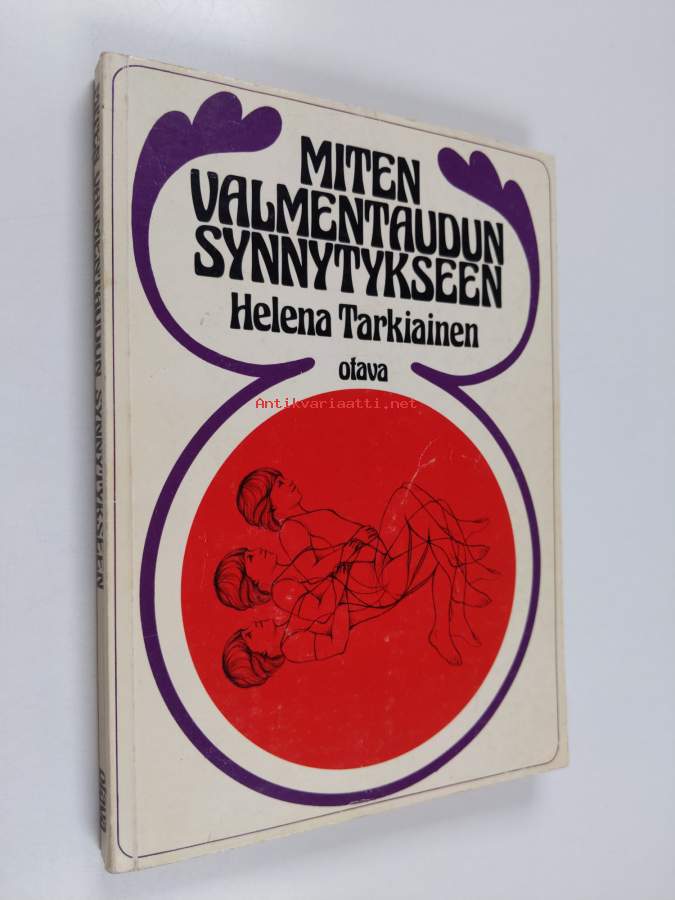 MITEN
VALMENTAUDUN
SYNNYTYKSEEN
Helena Tarkiainen
otava
Antikvariaatti.net
MITEN VALMENTAUDUN SYNNYTYKSEEN
otava